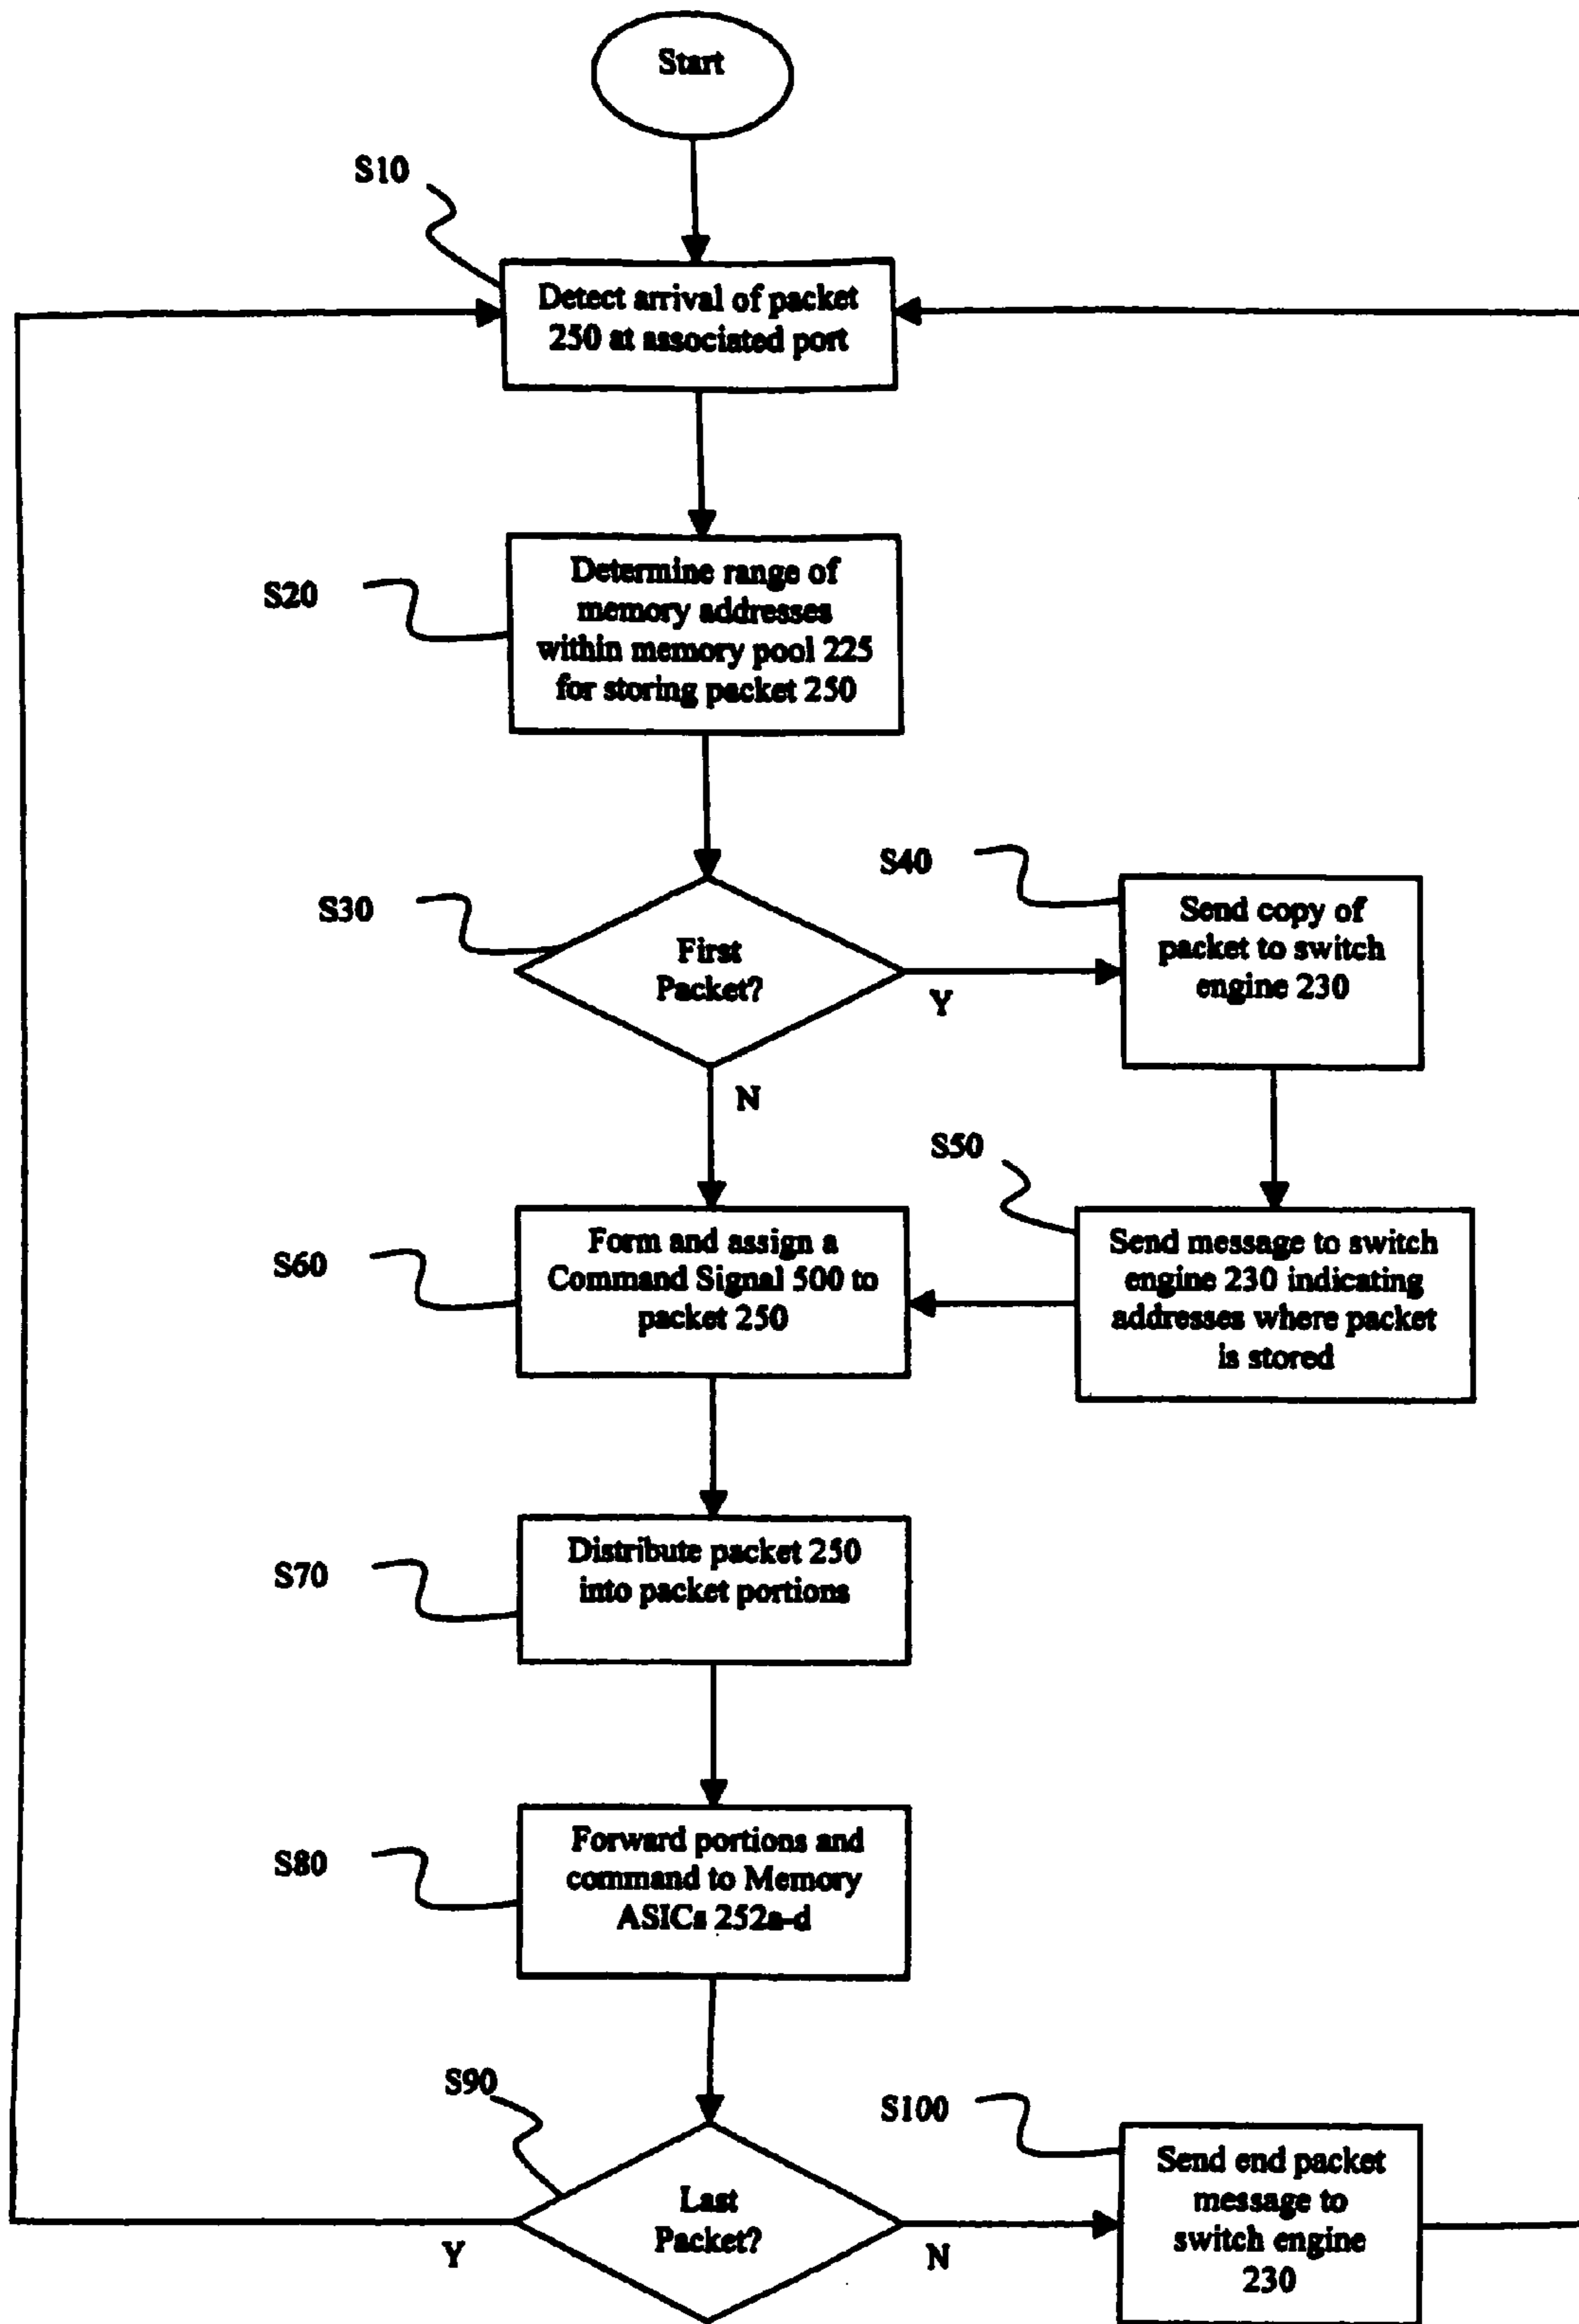 Start
S10
Detect arrival of packet
250 at associated port
S20
Determine range of
memory addresses
within memory pool 225
for storing packet 250
S30
First
Packet?
Y
N
S40
Send copy of
packet to switch
engine 230
S50
Send message to switch
engine 230 indicating
addresses where packet
is stored
S60
Form and assign a
Command Signal 500 to
packet 250
S70
Distribute packet 250
into packet portions
S80
Forward portions and
command to Memory
ASICs 252a-d
S90
Last
Packet?
Y
N
S100
Send end packet
message to
switch engine
230